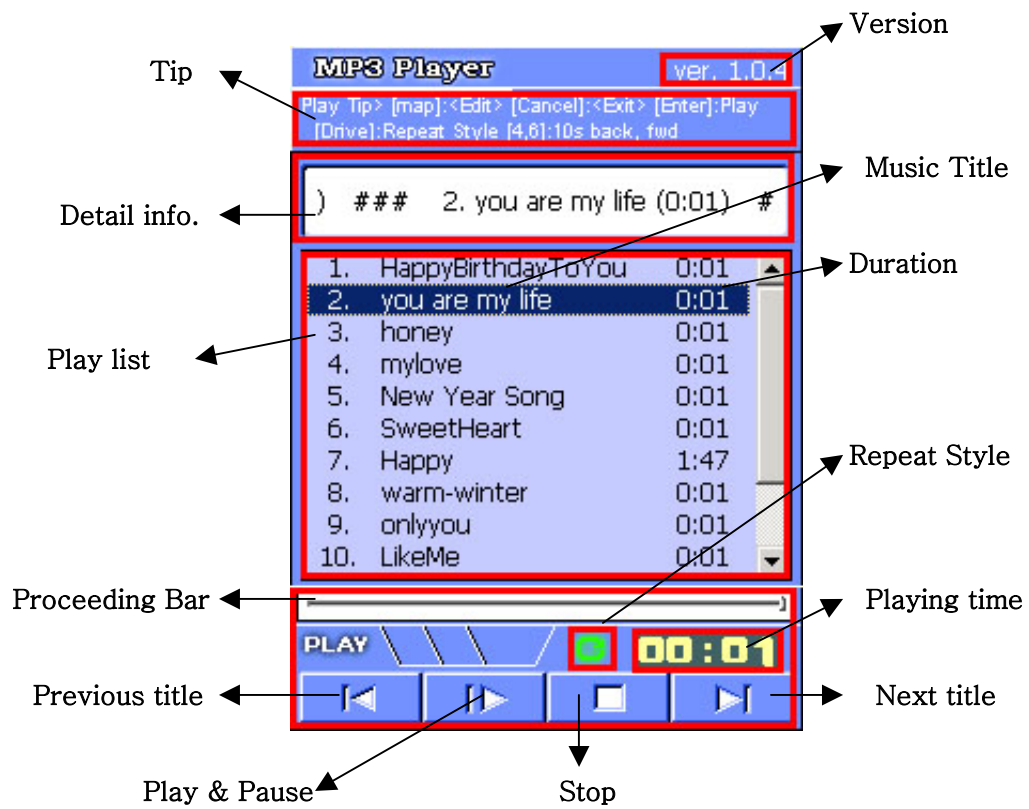 Version
MP3 Player
ver. 1.0.4
Tip
Play Tip> [map]:<Edit> [Cancel]:<Exit> [Enter]:Play
[Drive]:Repeat Style [4,6]:10s back, fwd
Music Title
Detail info.
) ### 2. you are my life (0:01) #
Duration
1. HappyBirthdayToYou 0:01
2. you are my life 0:01
3. honey 0:01
Play list
4. mylove 0:01
5. New Year Song 0:01
6. SweetHeart 0:01
Repeat Style
7. Happy 1:47
8. warm-winter 0:01
9. onlyyou 0:01
10. LikeMe 0:01
Proceeding Bar
Playing time
PLAY
00:01
Previous title
Next title
Play & Pause
Stop